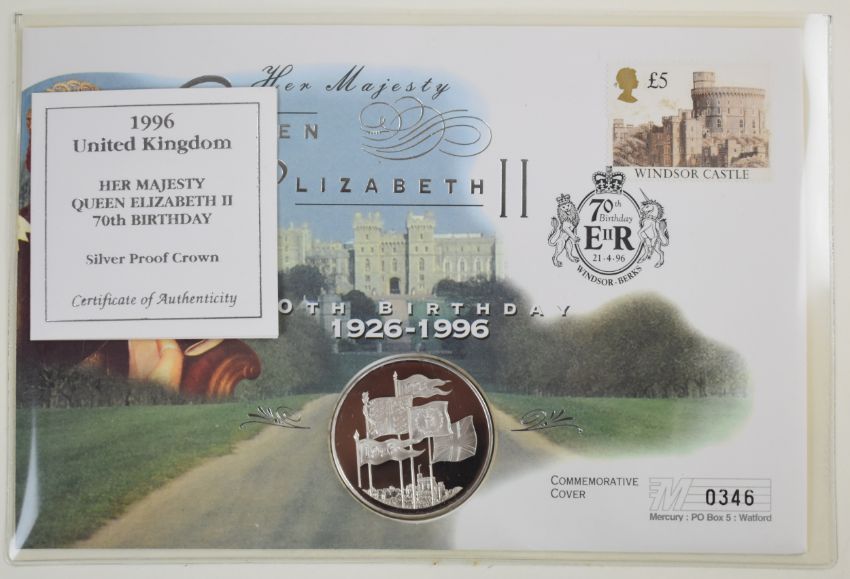 1996
United Kingdom
HER MAJESTY
QUEEN ELIZABETH II
70th BIRTHDAY
Silver Proof Crown
Certificate of Authenticity
Her Majesty
EN
LIZABETH II
0TH BIRTHDAY
1926-1996
£5
WINDSOR CASTLE
70th
Birthday
EIIR
21·4·96
WINDSOR·BERKS
COMMEMORATIVE
COVER
M 0346
Mercury : PO Box 5 : Watford